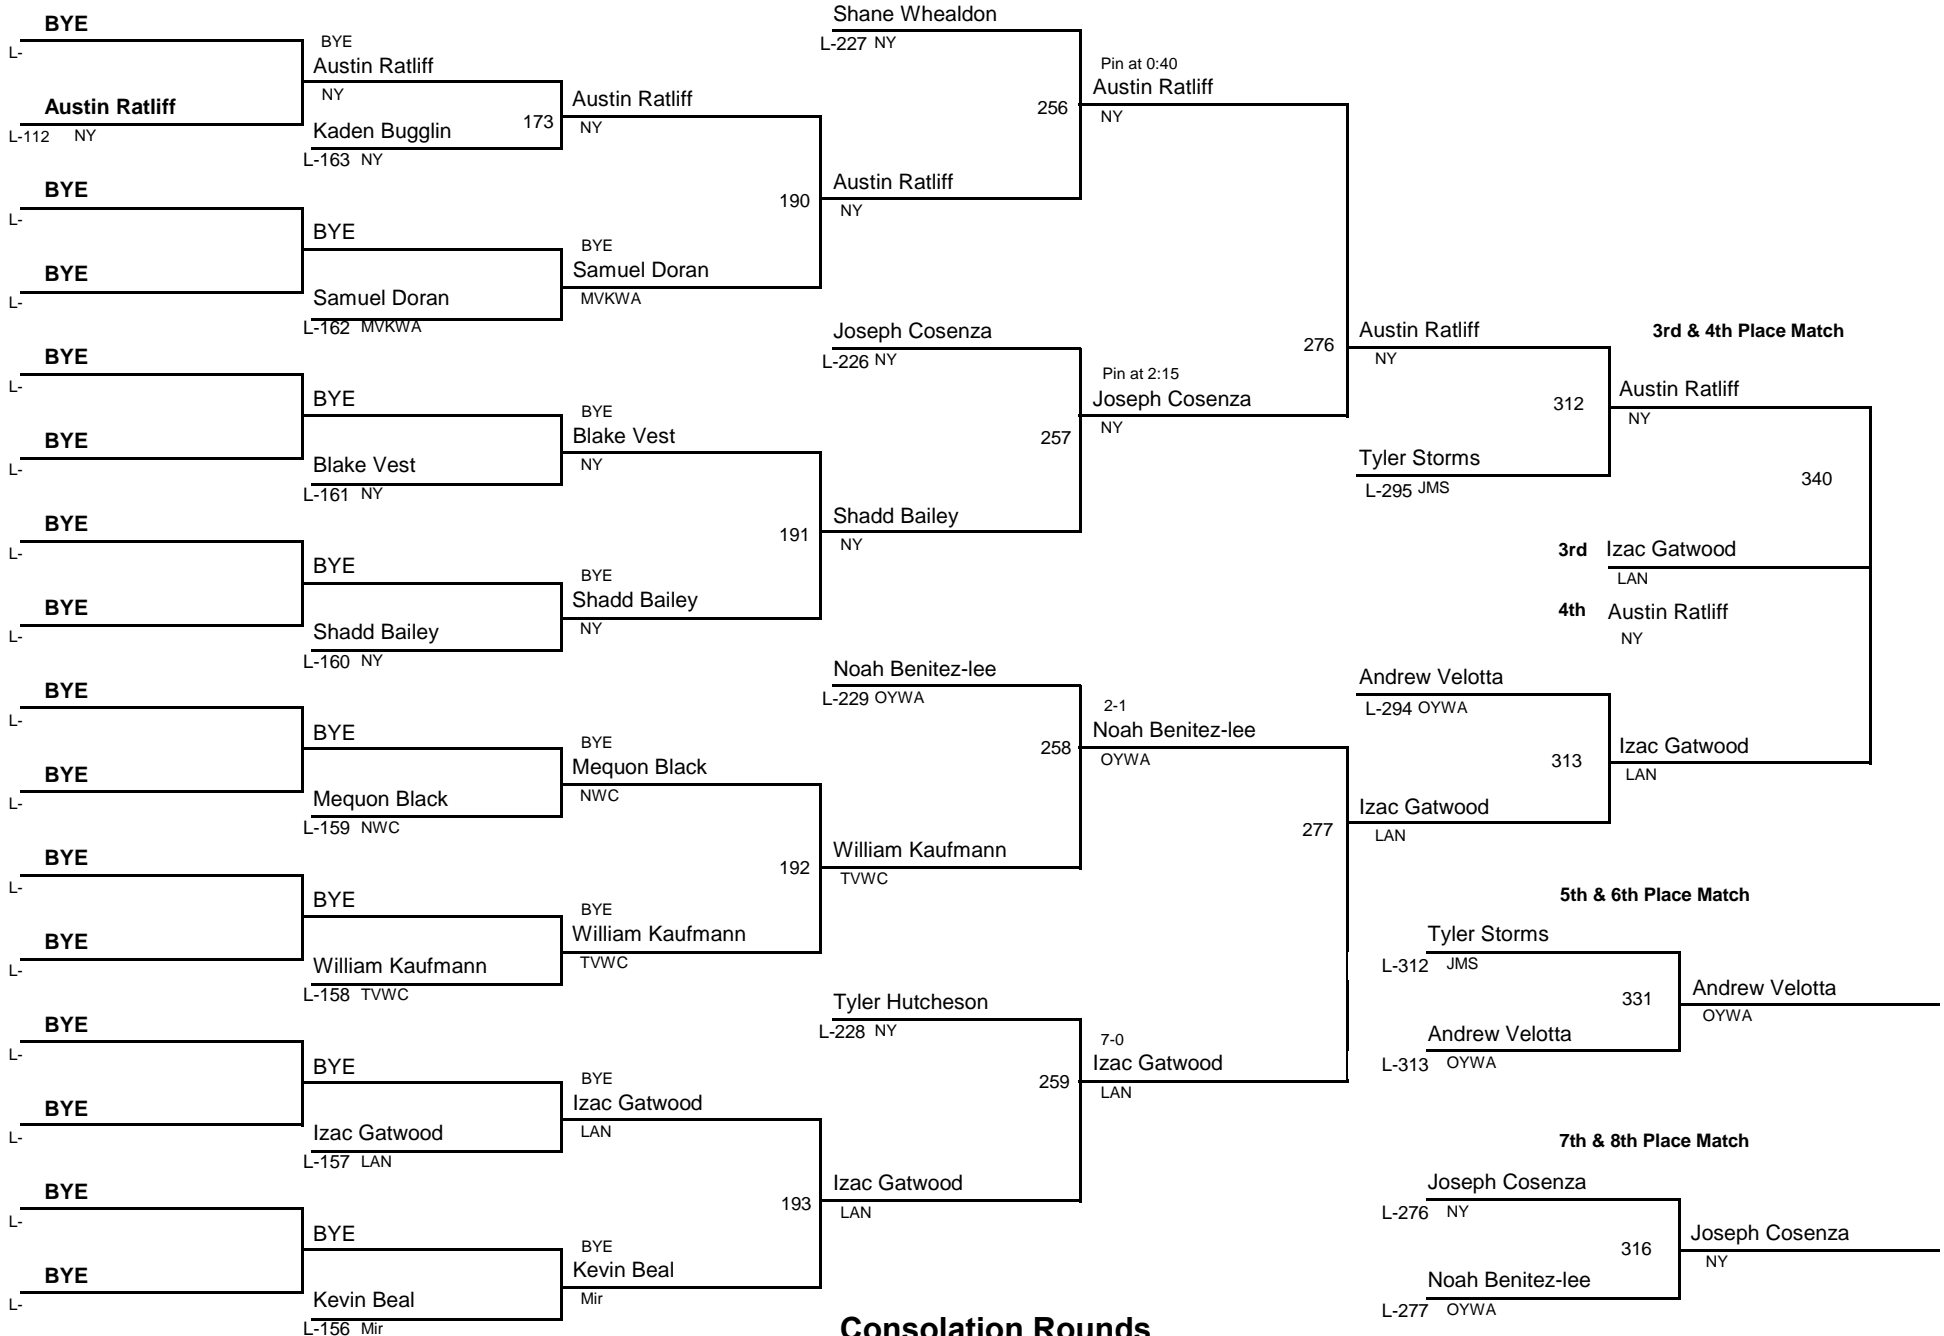 BYE
L-
Austin Ratliff
L-112 NY
BYE
L-
BYE
L-
BYE
L-
BYE
L-
BYE
L-
BYE
L-
BYE
L-
BYE
L-
BYE
L-
BYE
L-
BYE
L-
BYE
L-
BYE
L-
BYE
L-
BYE
Austin Ratliff
NY
Kaden Bugglin
L-163 NY
173
BYE
Samuel Doran
L-162 MVKWA
BYE
Blake Vest
L-161 NY
BYE
Shadd Bailey
L-160 NY
BYE
Mequon Black
L-159 NWC
BYE
William Kaufmann
L-158 TVWC
BYE
Izac Gatwood
L-157 LAN
BYE
Kevin Beal
L-156 Mir
Austin Ratliff
NY
190
BYE
Samuel Doran
MVKWA
BYE
Blake Vest
NY
191
BYE
Shadd Bailey
NY
BYE
Mequon Black
NWC
192
BYE
William Kaufmann
TVWC
BYE
Izac Gatwood
LAN
193
BYE
Kevin Beal
Mir
Shane Whealdon
L-227 NY
256
Austin Ratliff
NY
Joseph Cosenza
L-226 NY
257
Shadd Bailey
NY
Noah Benitez-lee
L-229 OYWA
258
William Kaufmann
TVWC
Tyler Hutcheson
L-228 NY
259
Izac Gatwood
LAN
Pin at 0:40
Austin Ratliff
NY
276
Pin at 2:15
Joseph Cosenza
NY
2-1
Noah Benitez-lee
OYWA
277
7-0
Izac Gatwood
LAN
Austin Ratliff
NY
312
Tyler Storms
L-295 JMS
Andrew Velotta
L-294 OYWA
313
Izac Gatwood
LAN
3rd & 4th Place Match
Austin Ratliff
NY
340
3rd Izac Gatwood
LAN
4th Austin Ratliff
NY
Izac Gatwood
LAN
5th & 6th Place Match
Tyler Storms
L-312 JMS
331
Andrew Velotta
L-313 OYWA
Andrew Velotta
OYWA
7th & 8th Place Match
Joseph Cosenza
L-276 NY
316
Noah Benitez-lee
L-277 OYWA
Joseph Cosenza
NY
Consolation Rounds